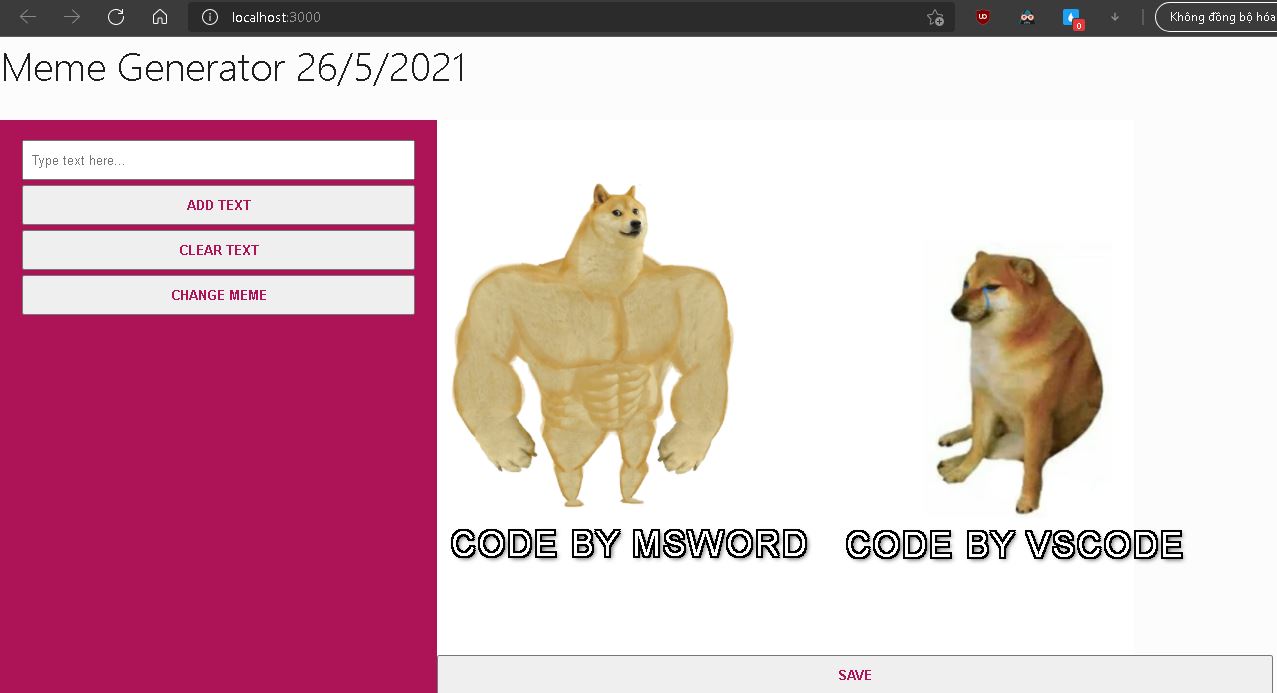 localhost:3000
UD
0
Không đồng bộ hóa
Meme Generator 26/5/2021
Type text here...
ADD TEXT
CLEAR TEXT
CHANGE MEME
CODE BY MSWORD
CODE BY VSCODE
SAVE